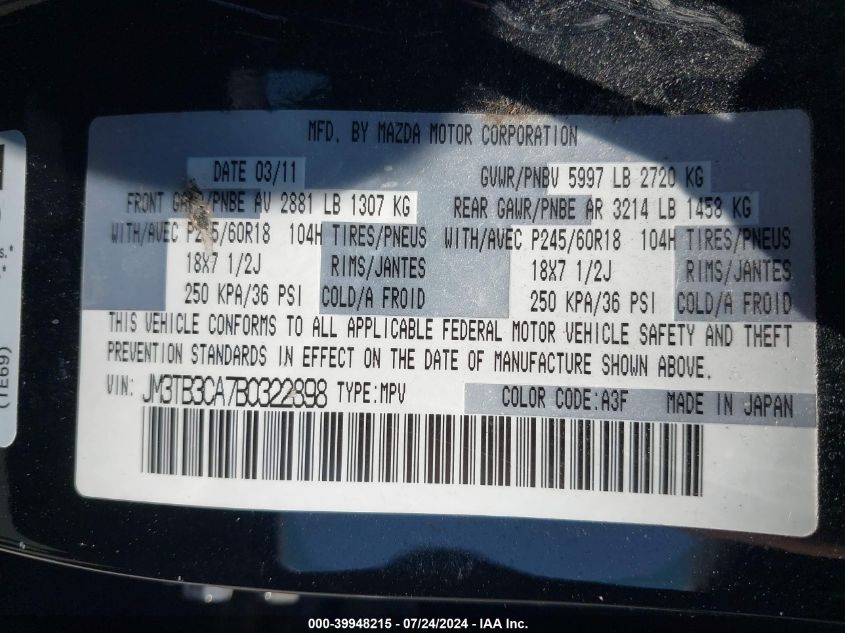 MFD. BY MAZDA MOTOR CORPORATION
DATE 03/11 GVWR/PNBV 5997 LB 2720 KG
FRONT GAWR/PNBE AV 2881 LB 1307 KG REAR GAWR/PNBE AR 3214 LB 1458 KG
WITH/AVEC P245/60R18 104H TIRES/PNEUS WITH/AVEC P245/60R18 104H TIRES/PNEUS
18X7 1/2J RIMS/JANTES 18X7 1/2J RIMS/JANTES
250 KPA/36 PSI COLD/A FROID 250 KPA/36 PSI COLD/A FROID
THIS VEHICLE CONFORMS TO ALL APPLICABLE FEDERAL MOTOR VEHICLE SAFETY AND THEFT
PREVENTION STANDARDS IN EFFECT ON THE DATE OF MANUFACTURE SHOWN ABOVE.
VIN: JM3TB3CA7B0322898 TYPE:MPV COLOR CODE:A3F MADE IN JAPAN
(TE69)
000-39948215 - 07/24/2024 - IAA Inc.